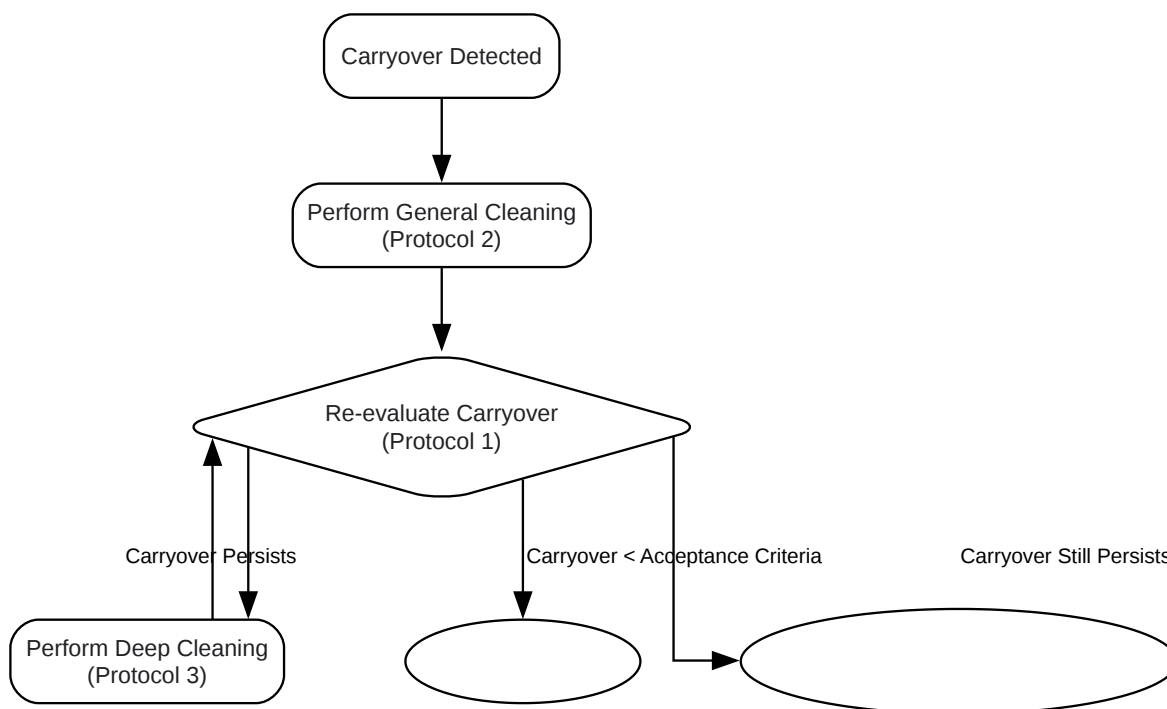 Carryover Detected
Perform General Cleaning
(Protocol 2)
Re-evaluate Carryover
(Protocol 1)
Carryover Persists
Carryover < Acceptance Criteria
Carryover Still Persists
Perform Deep Cleaning
(Protocol 3)